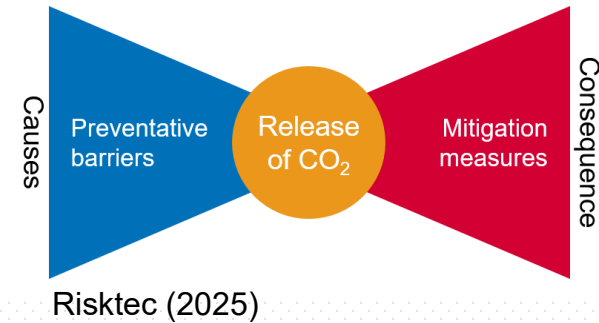 Causes
Preventative
barriers
Release
of CO₂
Mitigation
measures
Consequence
Risktec (2025)